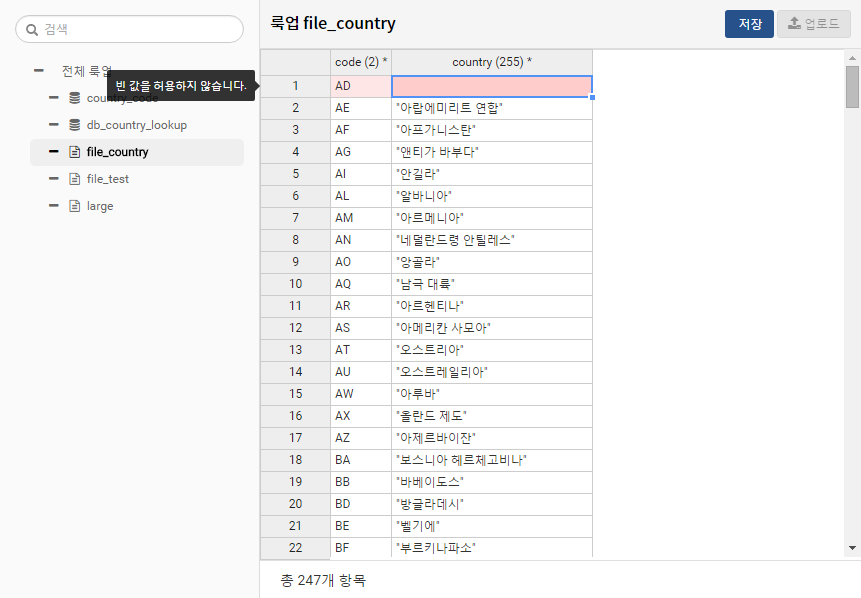 검색
전체 룩업
빈 값을 허용하지 않습니다.
country_code
db_country_lookup
file_country
file_test
large
룩업 file_country
저장
업로드
code (2) * country (255) *
1 AD
2 AE "아랍에미리트 연합"
3 AF "아프가니스탄"
4 AG "앤티가 바부다"
5 AI "안길라"
6 AL "알바니아"
7 AM "아르메니아"
8 AN "네덜란드령 안틸레스"
9 AO "앙골라"
10 AQ "남극 대륙"
11 AR "아르헨티나"
12 AS "아메리칸 사모아"
13 AT "오스트리아"
14 AU "오스트레일리아"
15 AW "아루바"
16 AX "올란드 제도"
17 AZ "아제르바이잔"
18 BA "보스니아 헤르체고비나"
19 BB "바베이도스"
20 BD "방글라데시"
21 BE "벨기에"
22 BF "부르키나파소"
총 247개 항목